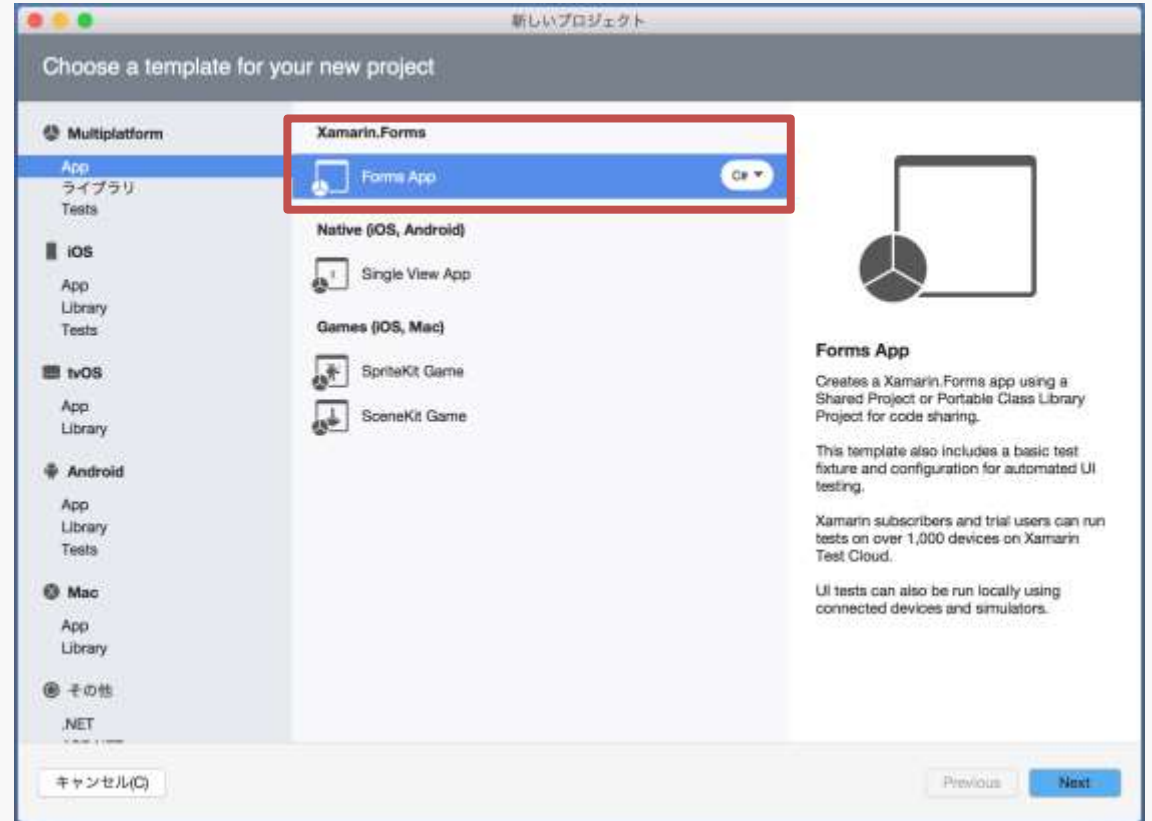 新しいプロジェクト
Choose a template for your new project
Multiplatform
App
ライブラリ
Tests
iOS
App
Library
Tests
tvOS
App
Library
Android
App
Library
Tests
Mac
App
Library
その他
.NET
Xamarin.Forms
Forms App
C#
Native (iOS, Android)
Single View App
Games (iOS, Mac)
SpriteKit Game
SceneKit Game
Forms App
Creates a Xamarin.Forms app using a
Shared Project or Portable Class Library
Project for code sharing.
This template also includes a basic test
fixture and configuration for automated UI
testing.
Xamarin subscribers and trial users can run
tests on over 1,000 devices on Xamarin
Test Cloud.
UI tests can also be run locally using
connected devices and simulators.
キャンセル(C)
Previous
Next